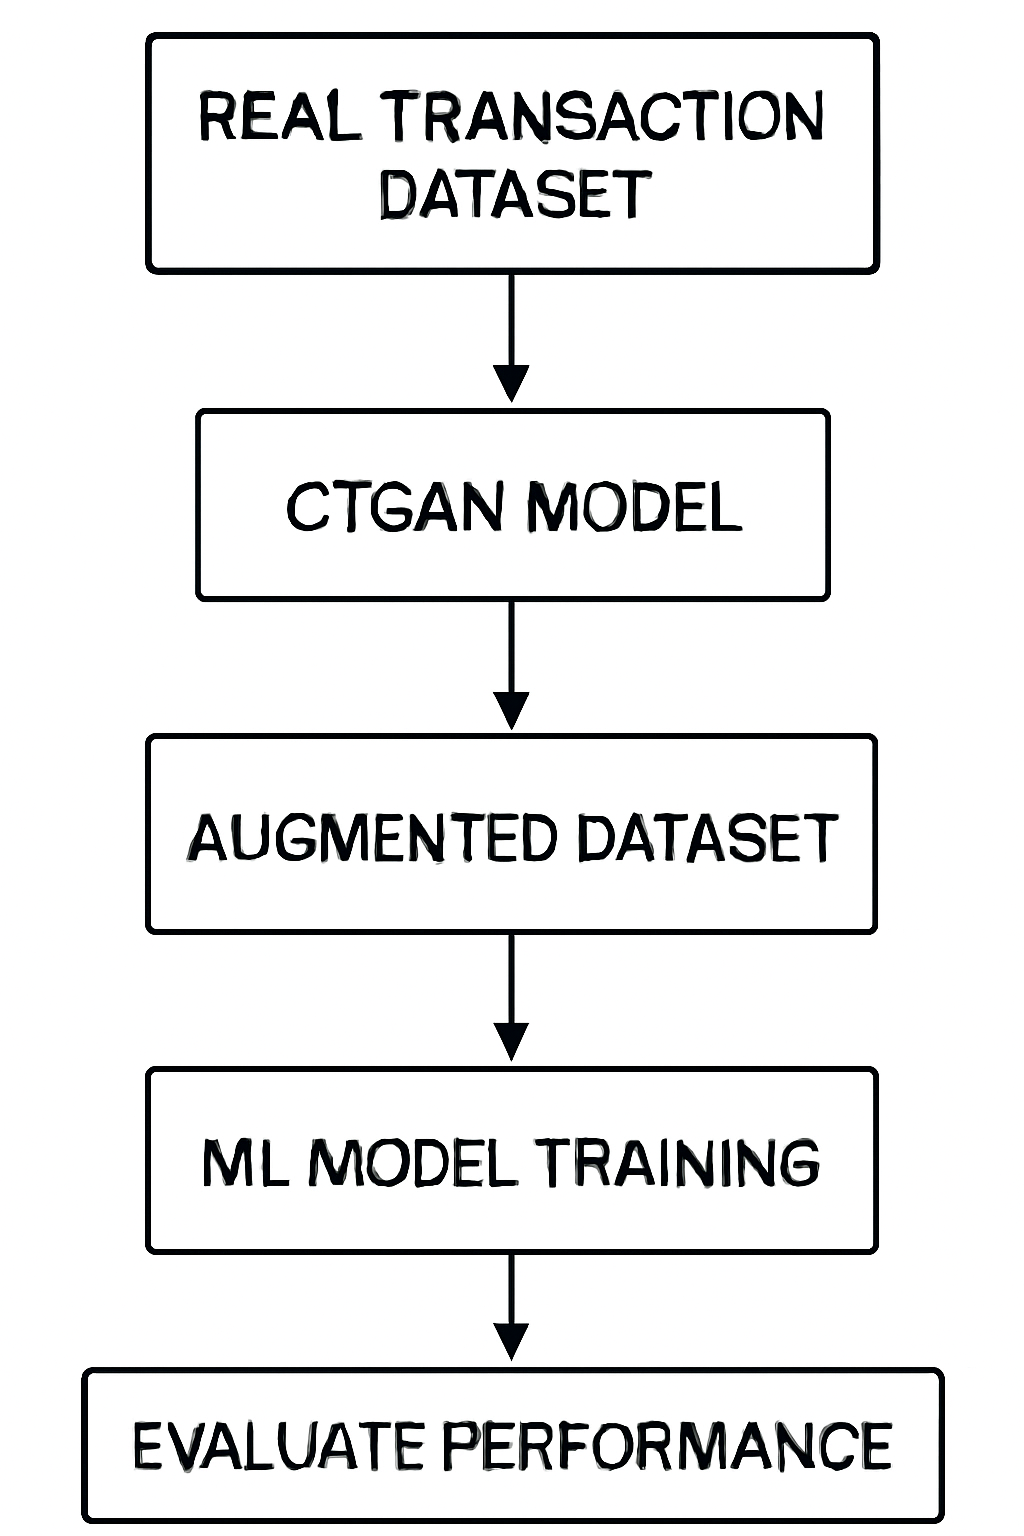 REAL TRANSACTION
DATASET
CTGAN MODEL
AUGMENTED DATASET
ML MODEL TRAINING
EVALUATE PERFORMANCE